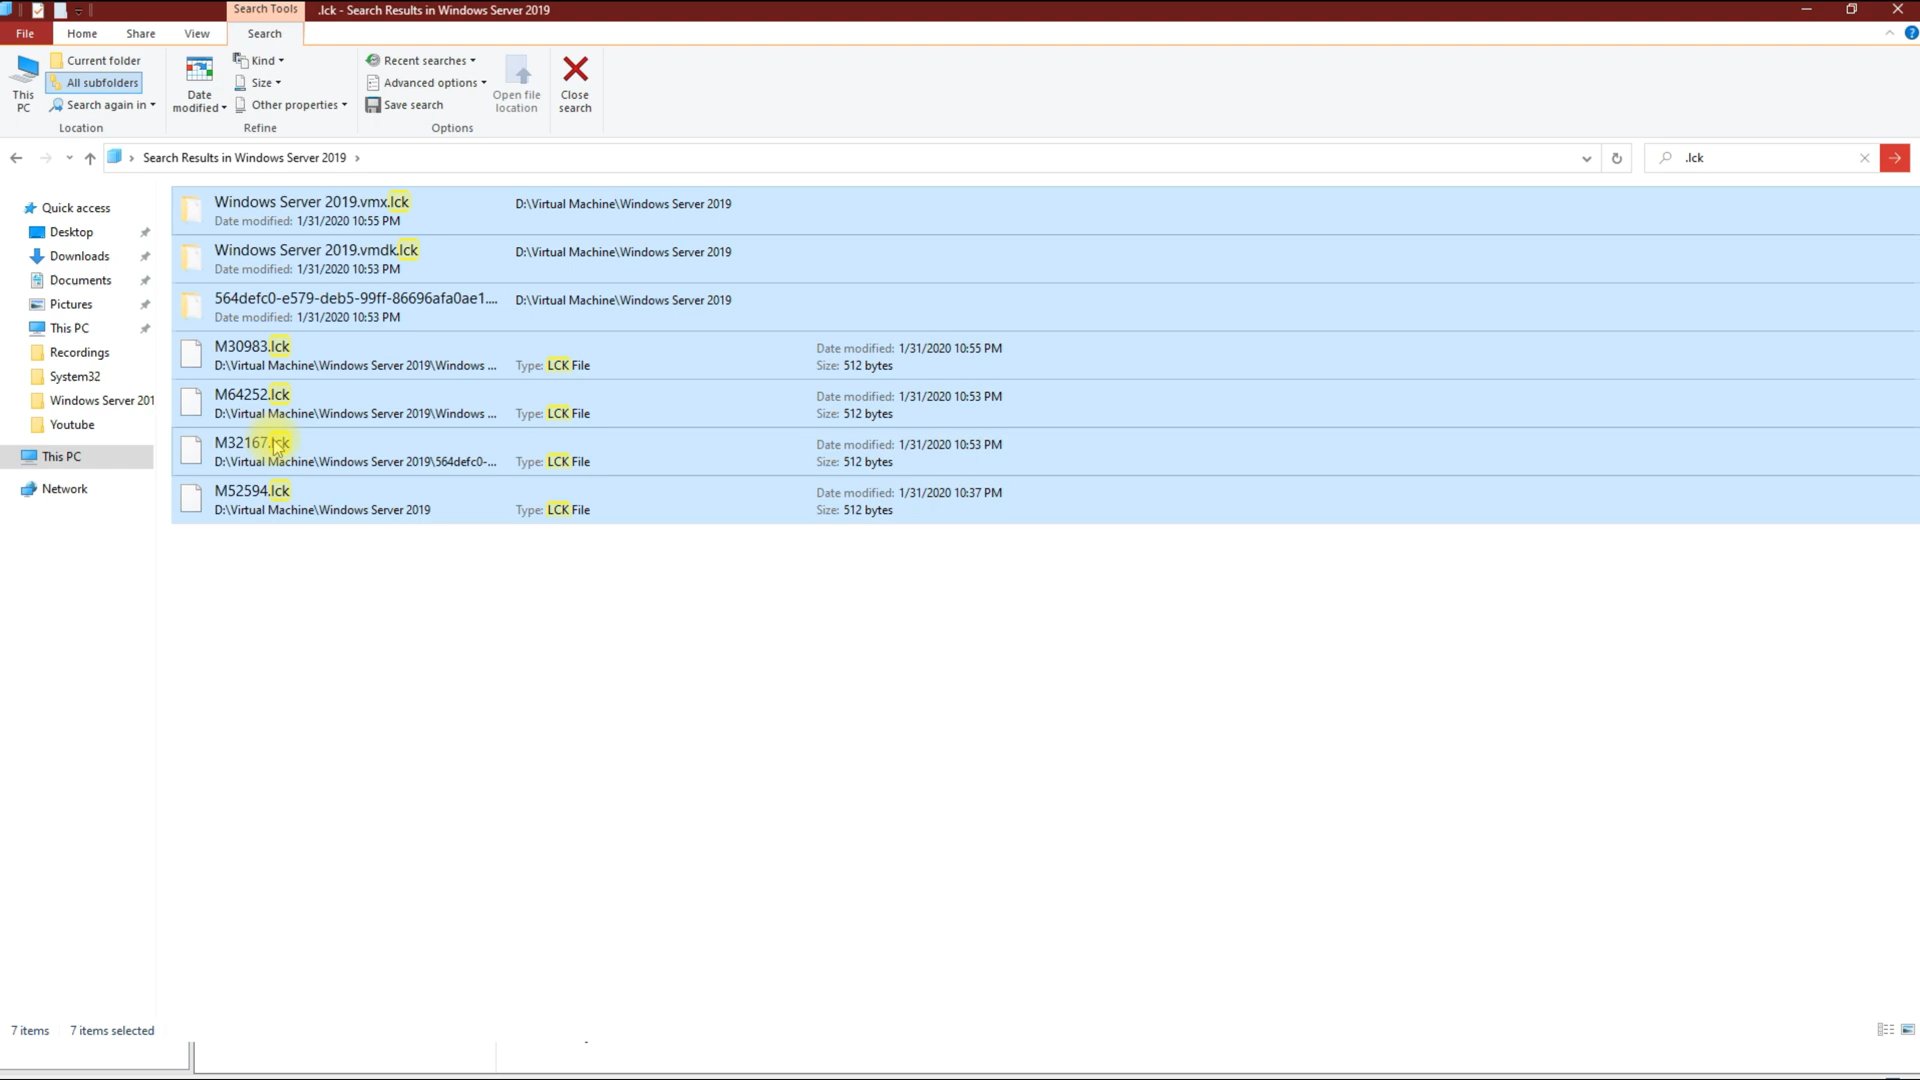 Search Tools
.lck - Search Results in Windows Server 2019
File Home Share View Search
This PC
Current folder
All subfolders
Search again in
Location
Date modified
Kind
Size
Other properties
Refine
Recent searches
Advanced options
Save search
Options
Open file location
Close search
Search Results in Windows Server 2019
.lck
Quick access
Desktop
Downloads
Documents
Pictures
This PC
Recordings
System32
Windows Server 201
Youtube
This PC
Network
Windows Server 2019.vmx.lck D:\Virtual Machine\Windows Server 2019
Date modified: 1/31/2020 10:55 PM
Windows Server 2019.vmdk.lck D:\Virtual Machine\Windows Server 2019
Date modified: 1/31/2020 10:53 PM
564defc0-e579-deb5-99ff-86696afa0ae1.... D:\Virtual Machine\Windows Server 2019
Date modified: 1/31/2020 10:53 PM
M30983.lck Date modified: 1/31/2020 10:55 PM
D:\Virtual Machine\Windows Server 2019\Windows ... Type: LCK File Size: 512 bytes
M64252.lck Date modified: 1/31/2020 10:53 PM
D:\Virtual Machine\Windows Server 2019\Windows ... Type: LCK File Size: 512 bytes
M32167.lck Date modified: 1/31/2020 10:53 PM
D:\Virtual Machine\Windows Server 2019\564defc0-... Type: LCK File Size: 512 bytes
M52594.lck Date modified: 1/31/2020 10:37 PM
D:\Virtual Machine\Windows Server 2019 Type: LCK File Size: 512 bytes
7 items 7 items selected